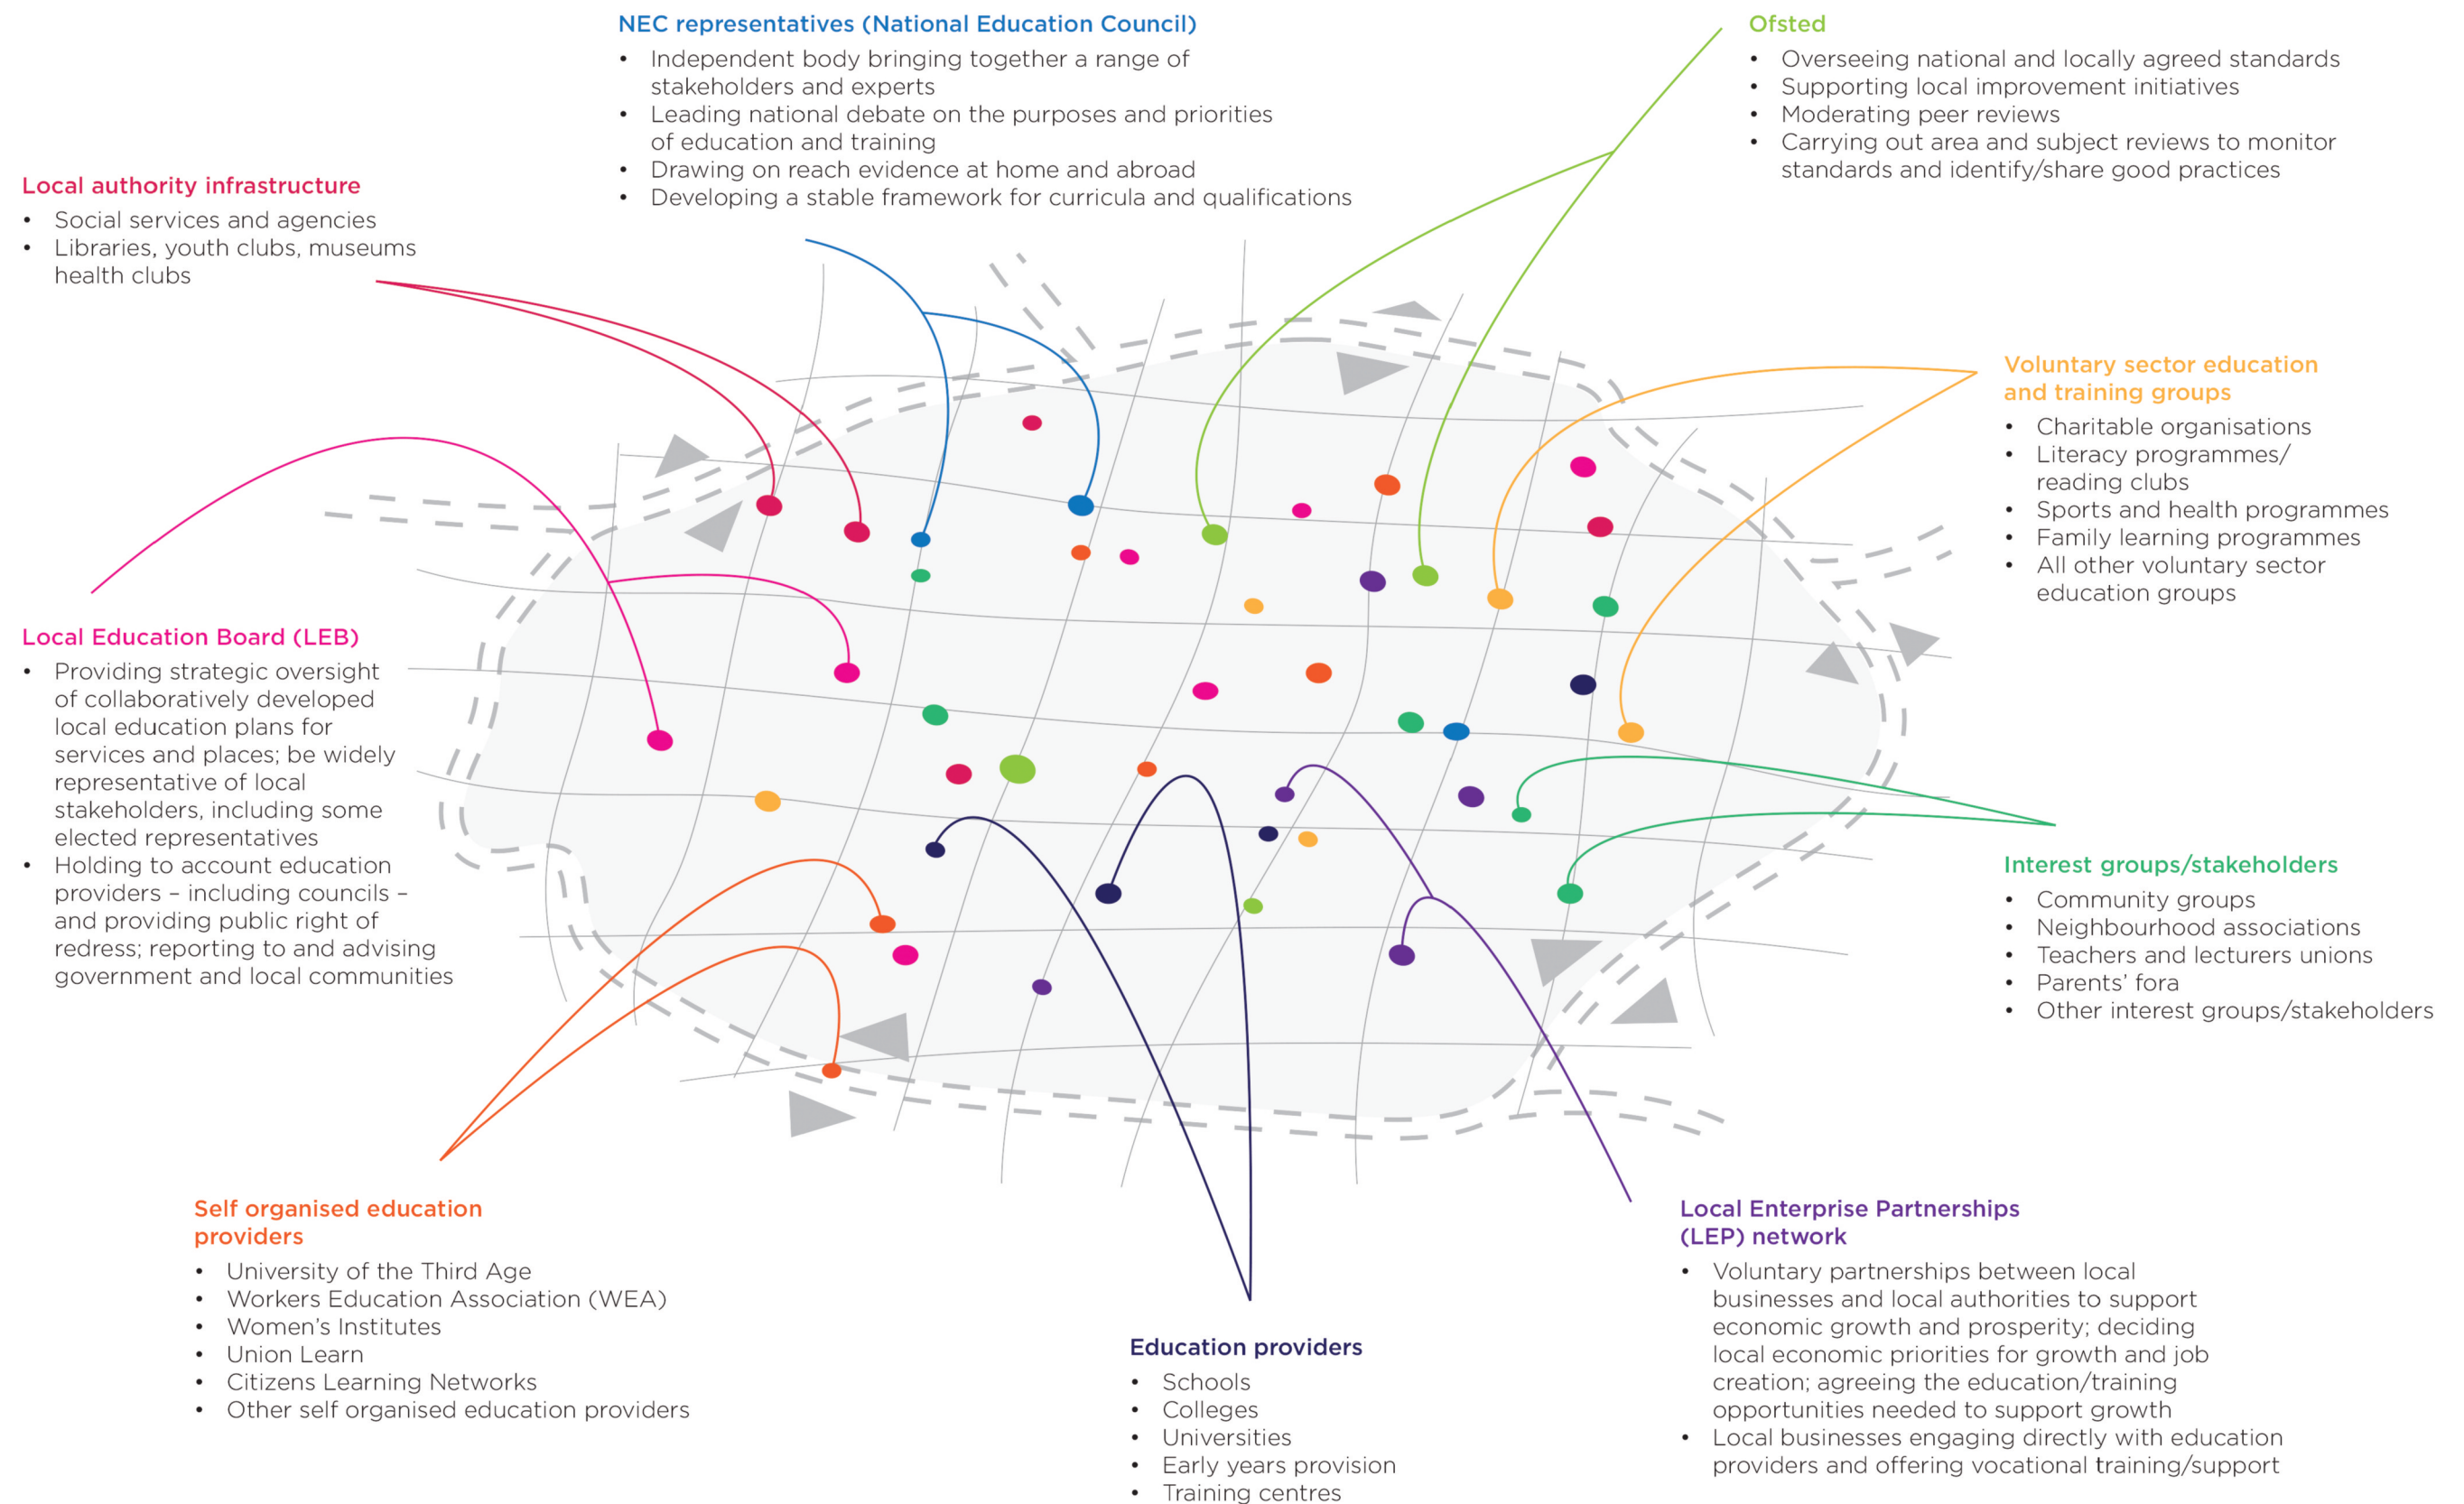 NEC representatives (National Education Council)
• Independent body bringing together a range of
stakeholders and experts
• Leading national debate on the purposes and priorities
of education and training
• Drawing on reach evidence at home and abroad
• Developing a stable framework for curricula and qualifications
Ofsted
• Overseeing national and locally agreed standards
• Supporting local improvement initiatives
• Moderating peer reviews
• Carrying out area and subject reviews to monitor
standards and identify/share good practices
Local authority infrastructure
• Social services and agencies
• Libraries, youth clubs, museums
health clubs
Voluntary sector education
and training groups
• Charitable organisations
• Literacy programmes/
reading clubs
• Sports and health programmes
• Family learning programmes
• All other voluntary sector
education groups
Local Education Board (LEB)
• Providing strategic oversight
of collaboratively developed
local education plans for
services and places; be widely
representative of local
stakeholders, including some
elected representatives
• Holding to account education
providers – including councils –
and providing public right of
redress; reporting to and advising
government and local communities
Interest groups/stakeholders
• Community groups
• Neighbourhood associations
• Teachers and lecturers unions
• Parents’ fora
• Other interest groups/stakeholders
Self organised education
providers
• University of the Third Age
• Workers Education Association (WEA)
• Women’s Institutes
• Union Learn
• Citizens Learning Networks
• Other self organised education providers
Education providers
• Schools
• Colleges
• Universities
• Early years provision
• Training centres
Local Enterprise Partnerships
(LEP) network
• Voluntary partnerships between local
businesses and local authorities to support
economic growth and prosperity; deciding
local economic priorities for growth and job
creation; agreeing the education/training
opportunities needed to support growth
• Local businesses engaging directly with education
providers and offering vocational training/support